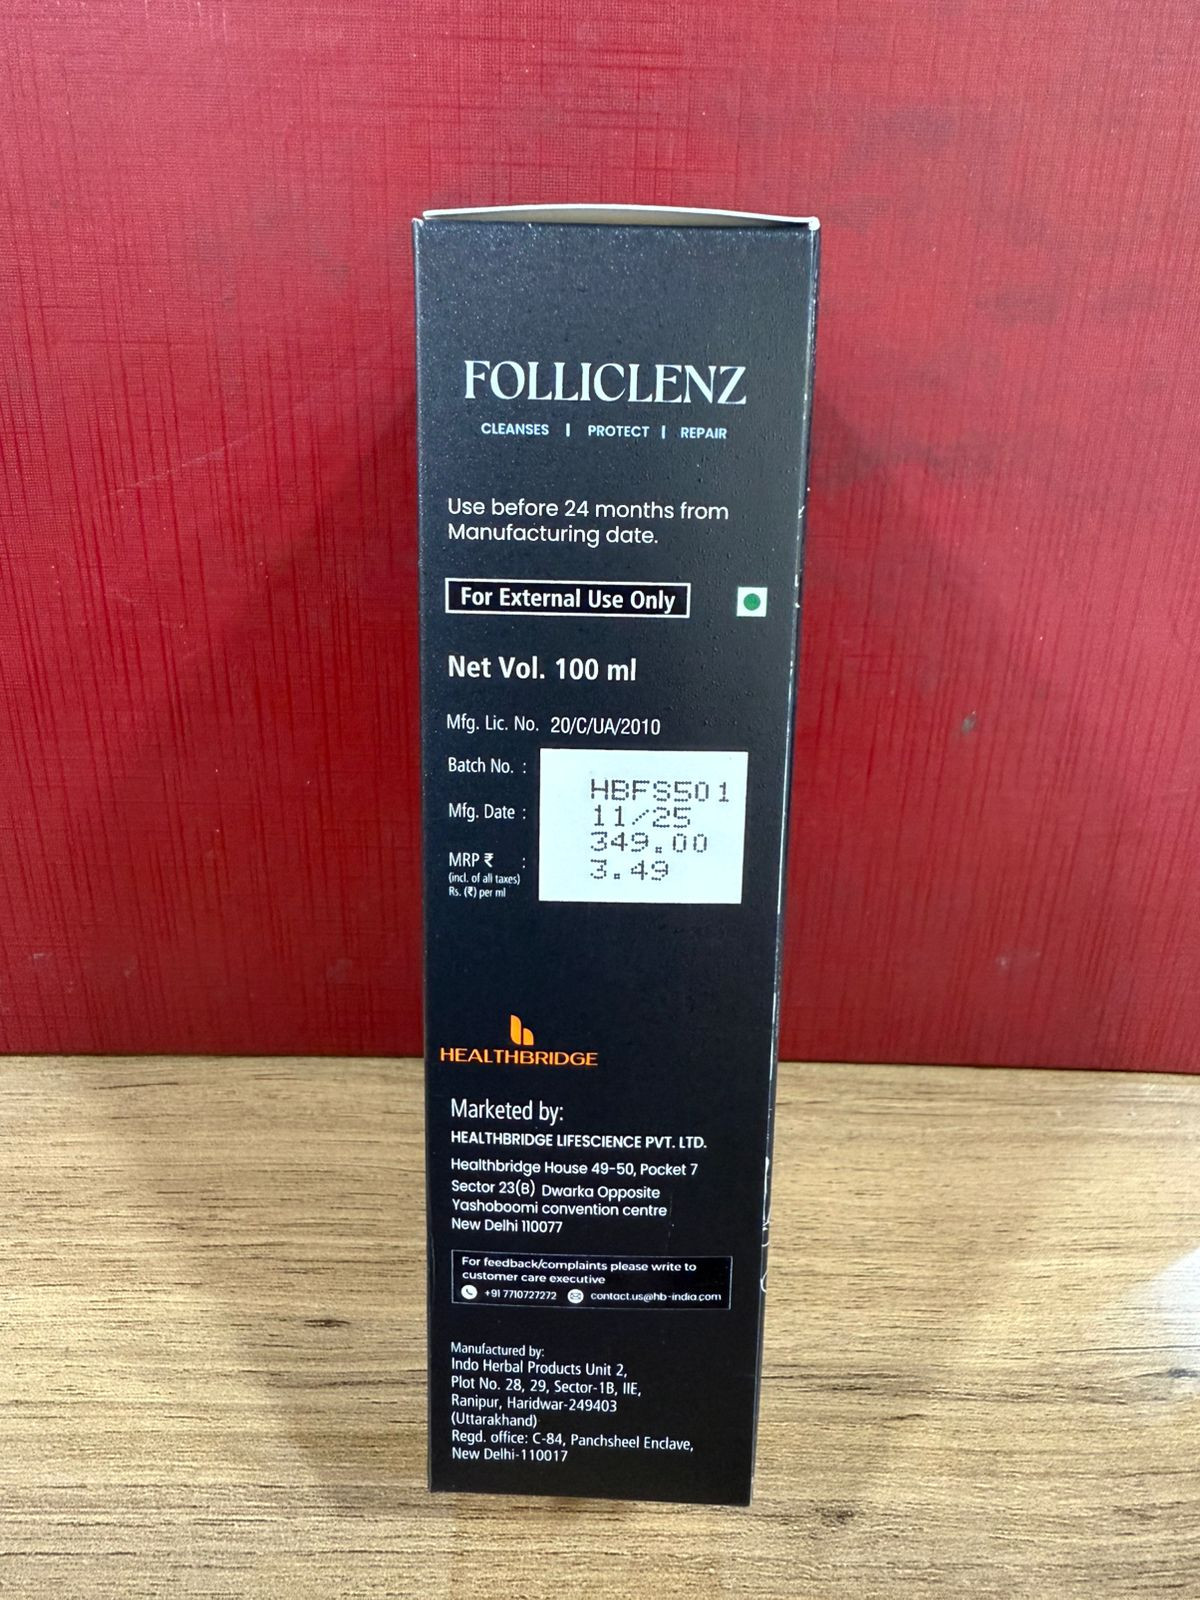 FOLLICLENZ
CLEANSES | PROTECT | REPAIR
Use before 24 months from
Manufacturing date.
For External Use Only
Net Vol. 100 ml
Mfg. Lic. No. 20/C/UA/2010
Batch No. : HBFS501
Mfg. Date : 11/25
MRP ₹ : 349.00
(incl. of all taxes)
Rs. (₹) per ml 3.49
HEALTHBRIDGE
Marketed by:
HEALTHBRIDGE LIFESCIENCE PVT. LTD.
Healthbridge House 49-50, Pocket 7
Sector 23(B) Dwarka Opposite
Yashoboomi convention centre
New Delhi 110077
For feedback/complaints please write to
customer care executive
+91 7710727272 contact.us@hb-india.com
Manufactured by:
Indo Herbal Products Unit 2,
Plot No. 28, 29, Sector-1B, IIE,
Ranipur, Haridwar-249403
(Uttarakhand)
Regd. office: C-84, Panchsheel Enclave,
New Delhi-110017